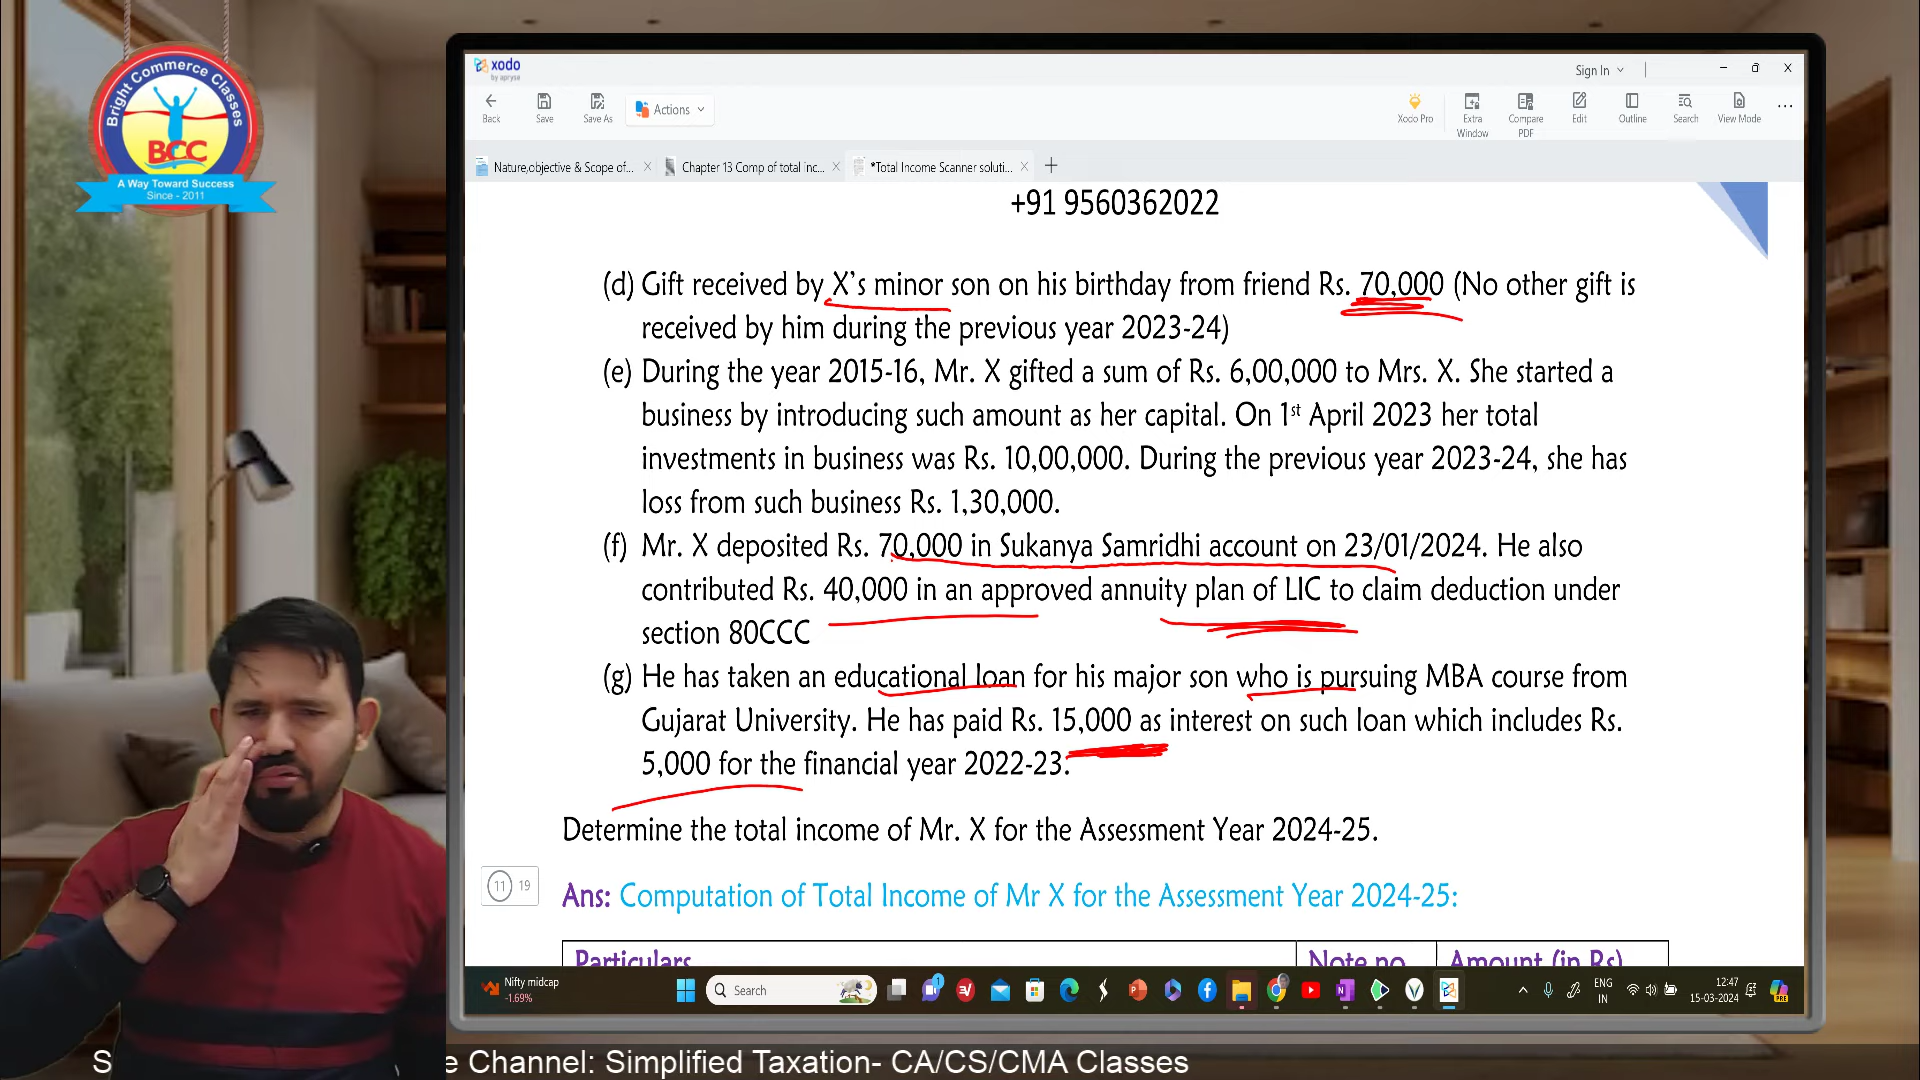 Bright Commerce Classes
BCC
A Way Toward Success
Since - 2011
xodo
by apryse
Sign In
Back
Save
Save As
Actions
Xodo Pro
Extra Window
Compare PDF
Edit
Outline
Search
View Mode
Nature,objective & Scope of...
Chapter 13 Comp of total inc...
*Total Income Scanner soluti...
+91 9560362022
(d) Gift received by X's minor son on his birthday from friend Rs. 70,000 (No other gift is
received by him during the previous year 2023-24)
(e) During the year 2015-16, Mr. X gifted a sum of Rs. 6,00,000 to Mrs. X. She started a
business by introducing such amount as her capital. On 1st April 2023 her total
investments in business was Rs. 10,00,000. During the previous year 2023-24, she has
loss from such business Rs. 1,30,000.
(f) Mr. X deposited Rs. 70,000 in Sukanya Samridhi account on 23/01/2024. He also
contributed Rs. 40,000 in an approved annuity plan of LIC to claim deduction under
section 80CCC
(g) He has taken an educational loan for his major son who is pursuing MBA course from
Gujarat University. He has paid Rs. 15,000 as interest on such loan which includes Rs.
5,000 for the financial year 2022-23.
Determine the total income of Mr. X for the Assessment Year 2024-25.
11 19
Ans: Computation of Total Income of Mr X for the Assessment Year 2024-25:
Particulars Note no Amount (in Rs)
Nifty midcap
-1.69%
Search
ENG
IN
12:47
15-03-2024
S
e Channel: Simplified Taxation- CA/CS/CMA Classes